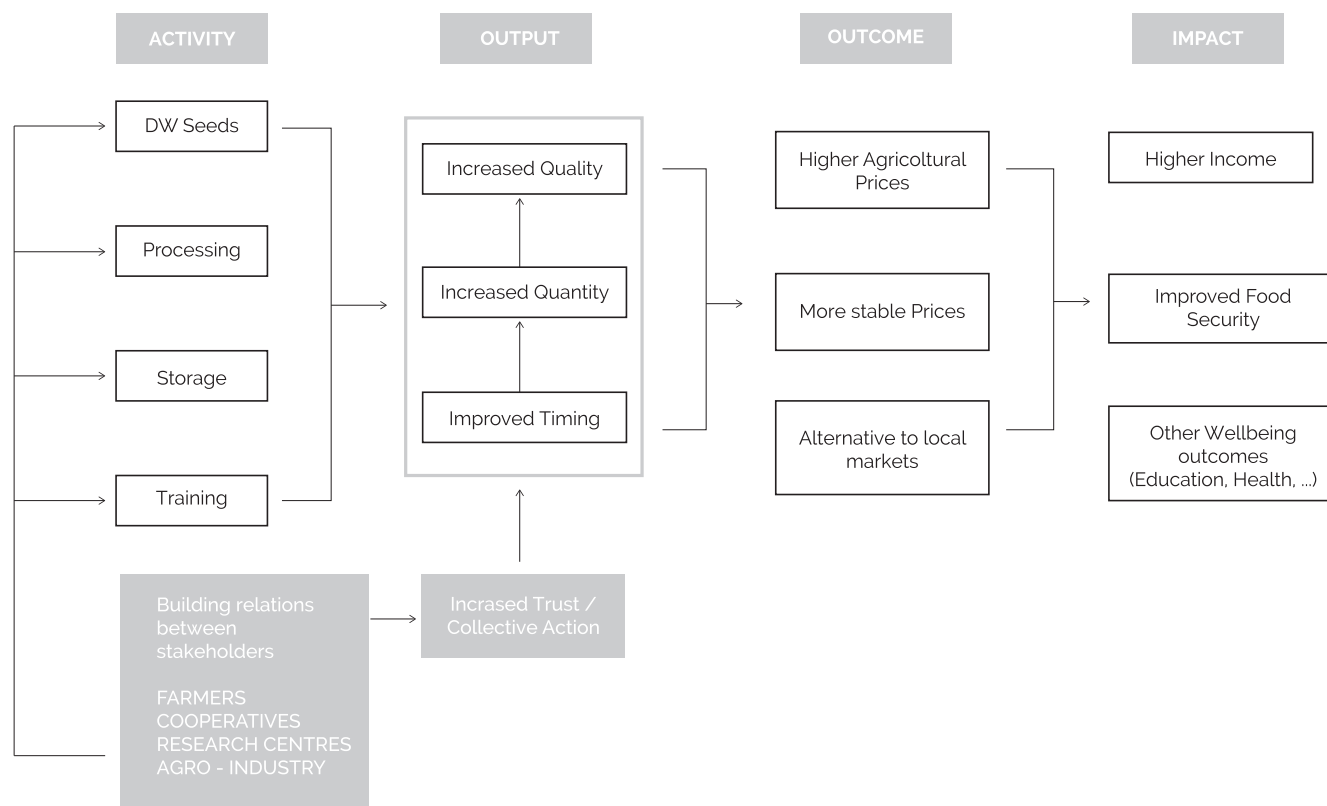 ACTIVITY
OUTPUT
OUTCOME
IMPACT
DW Seeds
Processing
Storage
Training
Building relations
between
stakeholders
FARMERS
COOPERATIVES
RESEARCH CENTRES
AGRO - INDUSTRY
Increased Quality
Increased Quantity
Improved Timing
Incrased Trust /
Collective Action
Higher Agricoltural
Prices
More stable Prices
Alternative to local
markets
Higher Income
Improved Food
Security
Other Wellbeing
outcomes
(Education, Health, ...)